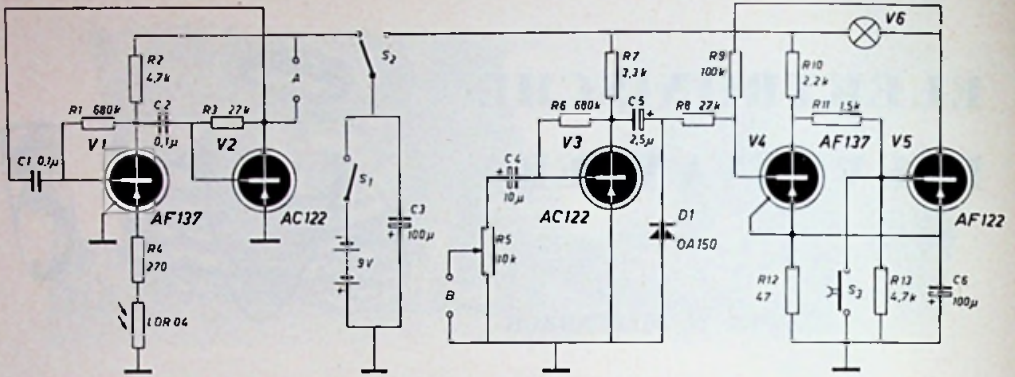 R2
4,7k
R1 680k
C2
0,1µ
R3 27k
V1
V2
C1 0,1µ
AF137
AC122
R4
270
LDR 04
A
S2
S1
9V
C3
100µ
R7
3,3k
R6 680k
C5
2,5µ
R8 27k
R9
100k
V3
C4
10µ
AC122
R5
10k
B
D1
OA150
V6
R10
2.2k
R11 1.5k
V4
AF137
V5
AF122
R12
47
S3
R13
4,7k
C6
100µ